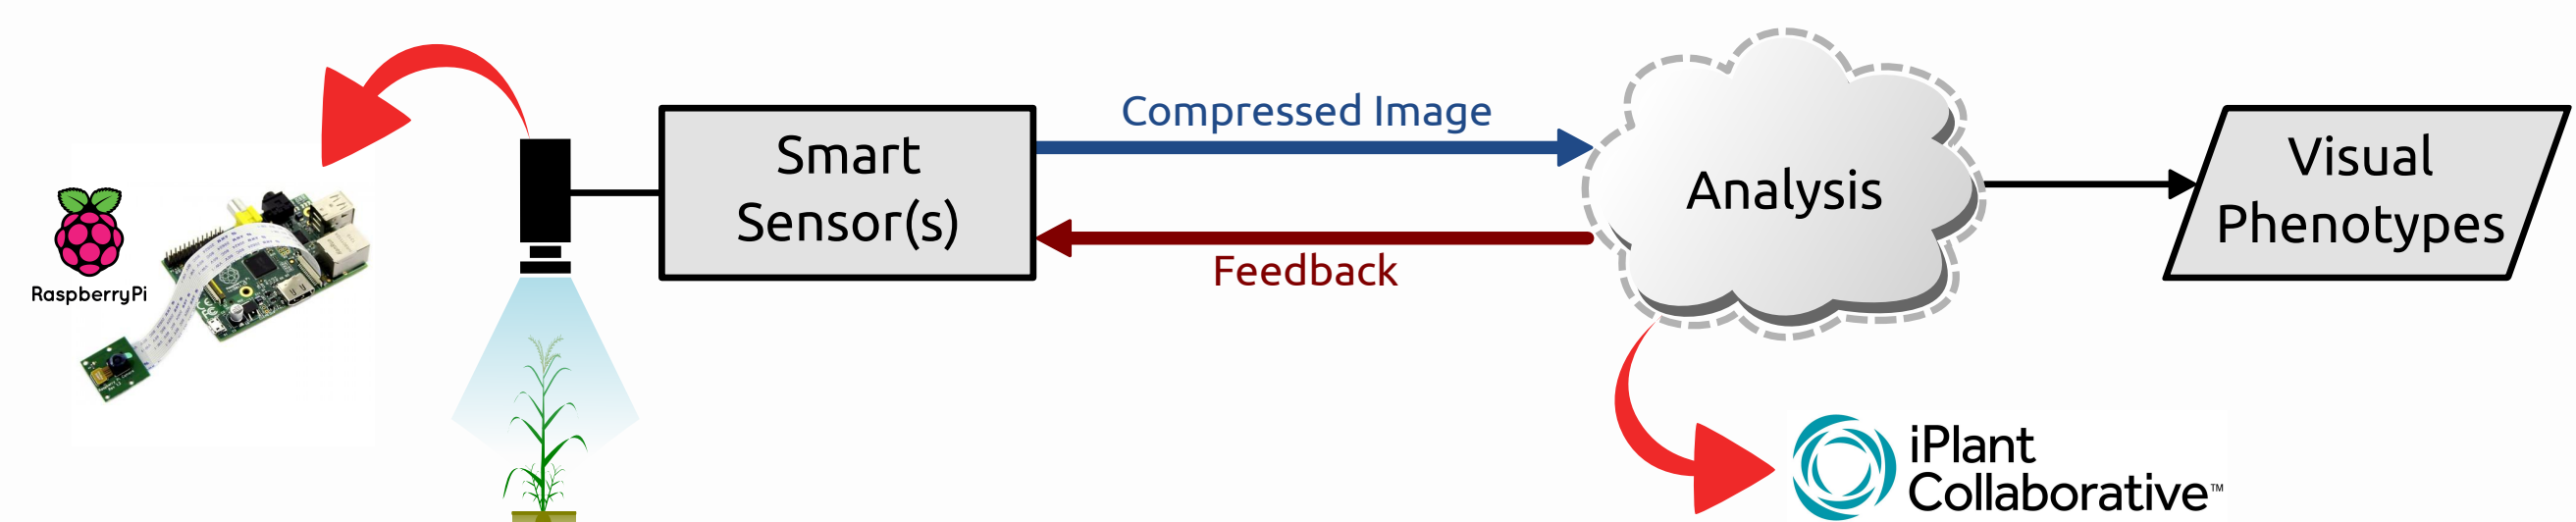 RaspberryPi
Smart
Sensor(s)
Compressed Image
Feedback
Analysis
Visual
Phenotypes
iPlant
Collaborative™